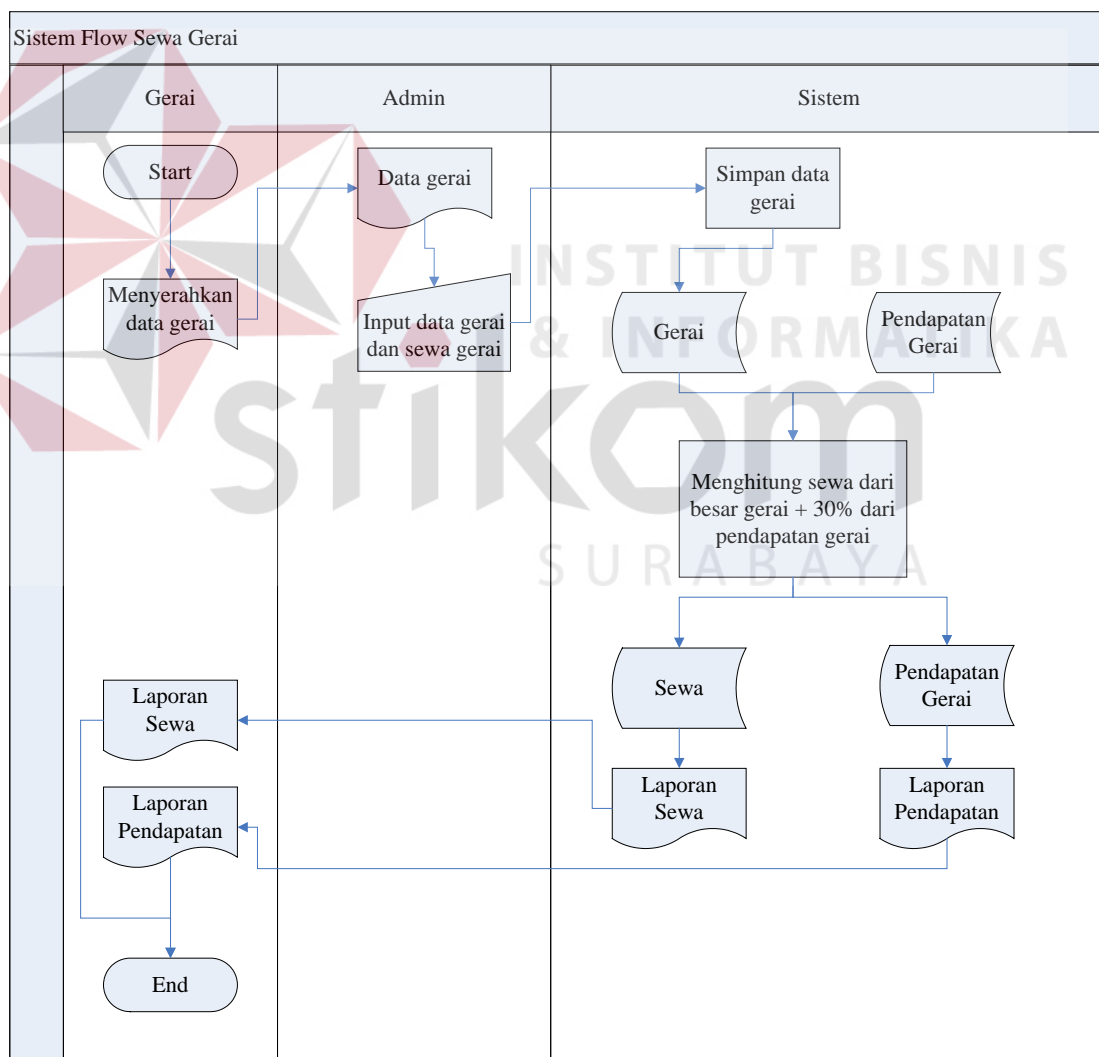 Sistem Flow Sewa Gerai
Gerai
Admin
Sistem
Start
Data gerai
Simpan data
gerai
Menyerahkan
data gerai
Input data gerai
dan sewa gerai
Gerai
Pendapatan
Gerai
Menghitung sewa dari
besar gerai + 30% dari
pendapatan gerai
Sewa
Pendapatan
Gerai
Laporan
Sewa
Laporan
Sewa
Laporan
Pendapatan
Laporan
Pendapatan
End
INSTITUT BISNIS
& INFORMATIKA
stikom
SURABAYA